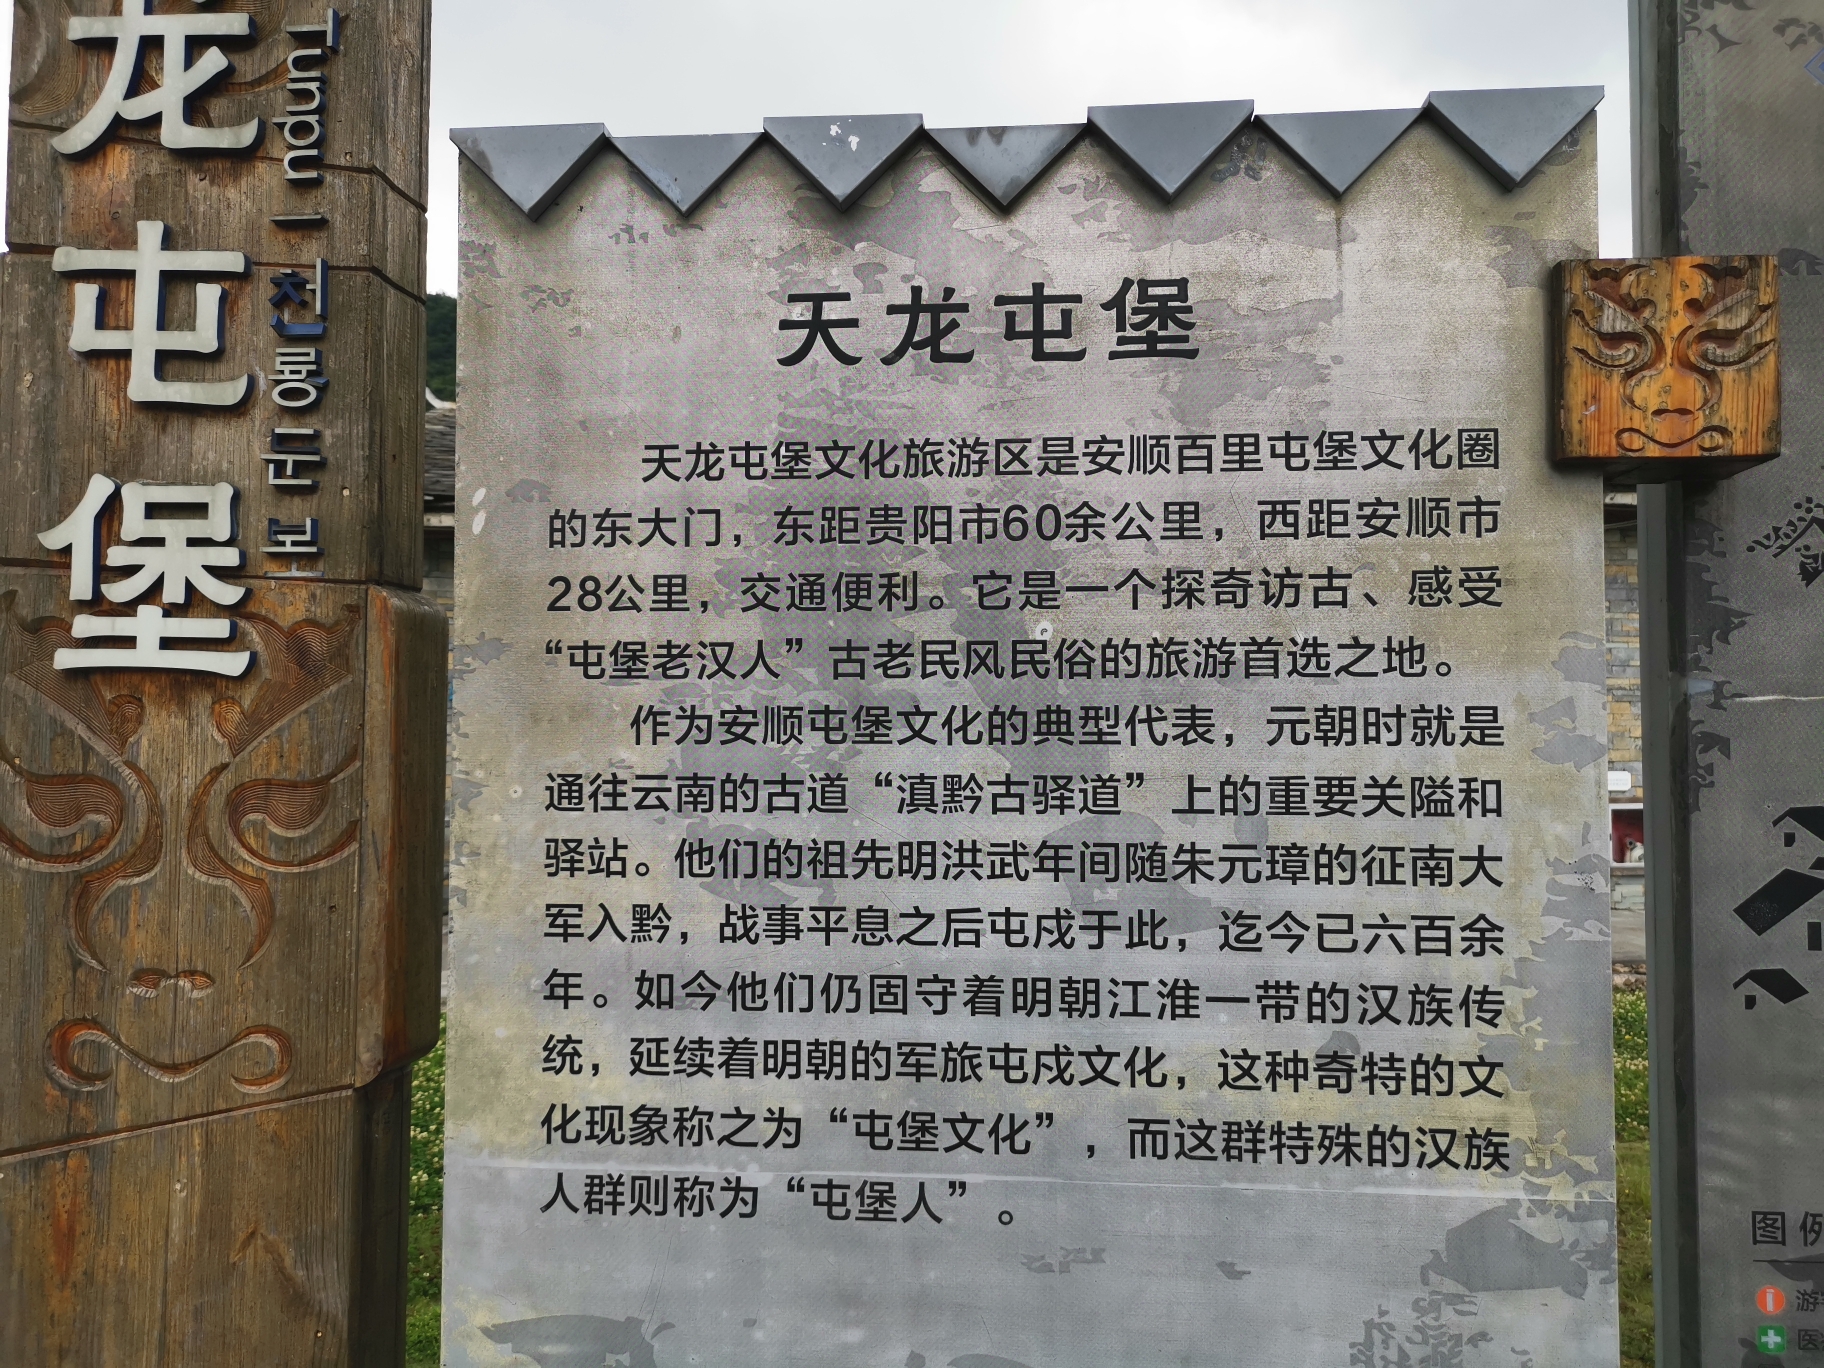 龙屯堡
Tunpu
천룡둔보
天龙屯堡
天龙屯堡文化旅游区是安顺百里屯堡文化圈
的东大门，东距贵阳市60余公里，西距安顺市
28公里，交通便利。它是一个探奇访古、感受
“屯堡老汉人”古老民风民俗的旅游首选之地。
作为安顺屯堡文化的典型代表，元朝时就是
通往云南的古道“滇黔古驿道”上的重要关隘和
驿站。他们的祖先明洪武年间随朱元璋的征南大
军入黔，战事平息之后屯戍于此，迄今已六百余
年。如今他们仍固守着明朝江淮一带的汉族传
统，延续着明朝的军旅屯戍文化，这种奇特的文
化现象称之为“屯堡文化”，而这群特殊的汉族
人群则称为“屯堡人”。
图例
游
医